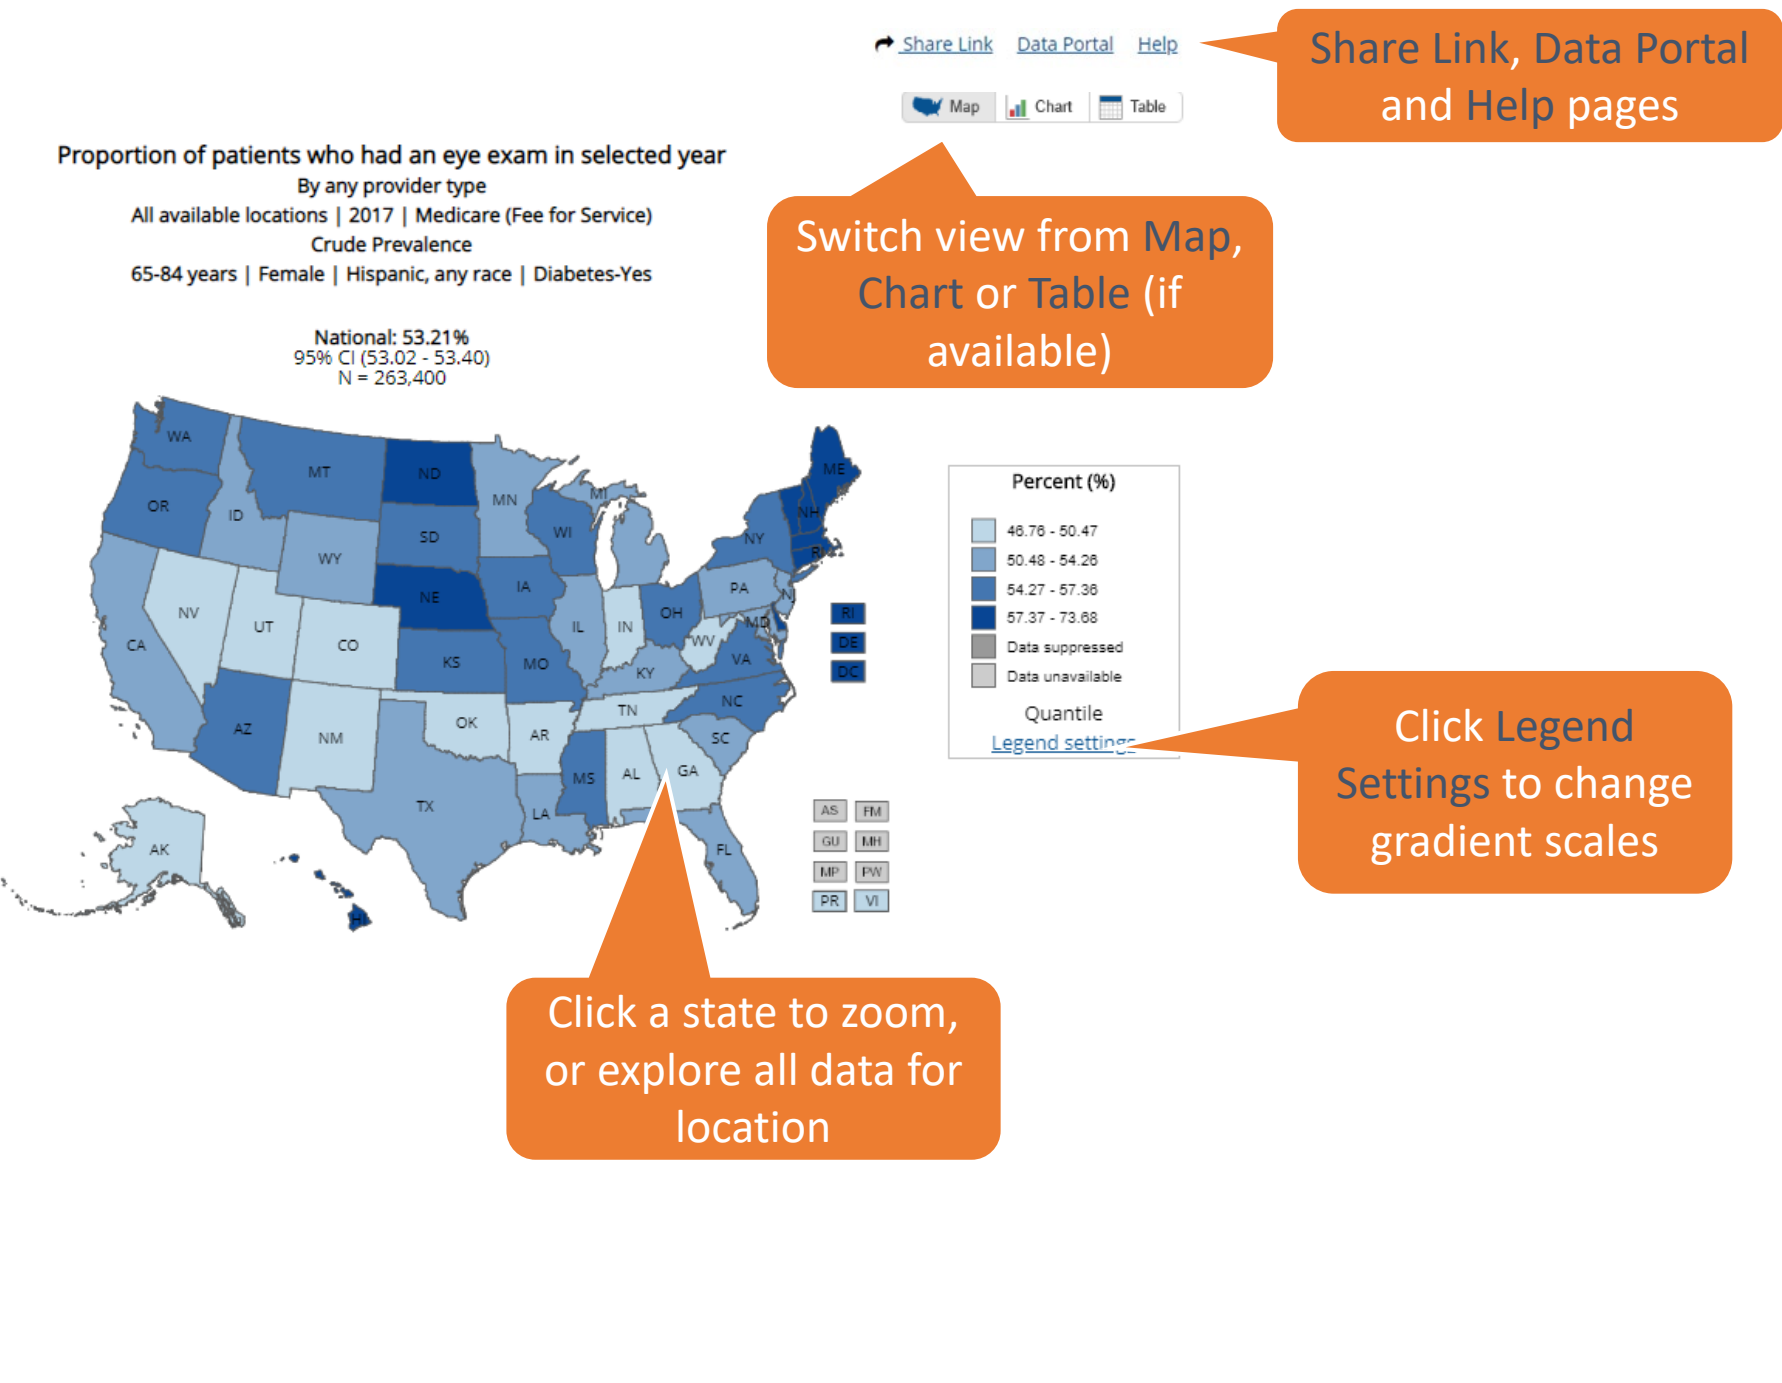 Share Link Data Portal Help
Share Link, Data Portal
and Help pages
Map Chart Table
Proportion of patients who had an eye exam in selected year
By any provider type
All available locations | 2017 | Medicare (Fee for Service)
Crude Prevalence
65-84 years | Female | Hispanic, any race | Diabetes-Yes
Switch view from Map,
Chart or Table (if
available)
National: 53.21%
95% CI (53.02 - 53.40)
N = 263,400
WA
MT
ND
ME
OR
ID
MN
MI
NH
SD
WI
NY
RI
WY
IA
PA
NJ
NE
NV
UT
CO
CA
KS
MO
IL
IN
OH
WV
MD
VA
KY
NC
AZ
NM
OK
AR
TN
SC
MS
AL
GA
TX
LA
FL
AK
HI
RI
DE
DC
AS FM
GU MH
MP PW
PR VI
Percent (%)
46.76 - 50.47
50.48 - 54.26
54.27 - 57.36
57.37 - 73.68
Data suppressed
Data unavailable
Quantile
Legend settings
Click Legend
Settings to change
gradient scales
Click a state to zoom,
or explore all data for
location